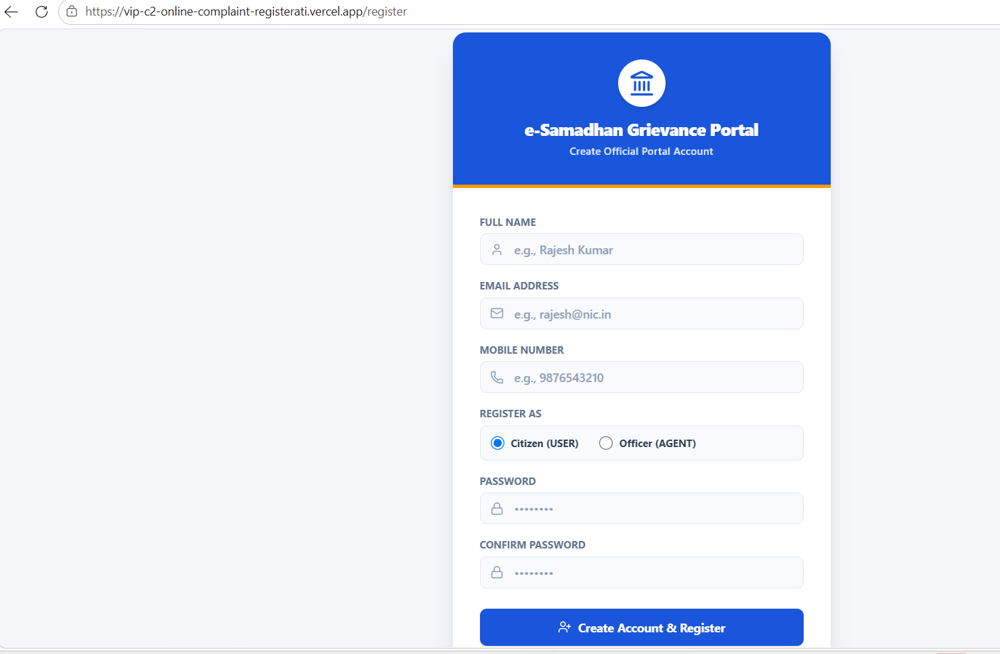 https://vip-c2-online-complaint-registerati.vercel.app/register
e-Samadhan Grievance Portal
Create Official Portal Account
FULL NAME
e.g., Rajesh Kumar
EMAIL ADDRESS
e.g., rajesh@nic.in
MOBILE NUMBER
e.g., 9876543210
REGISTER AS
Citizen (USER) Officer (AGENT)
PASSWORD
••••••••
CONFIRM PASSWORD
••••••••
Create Account & Register